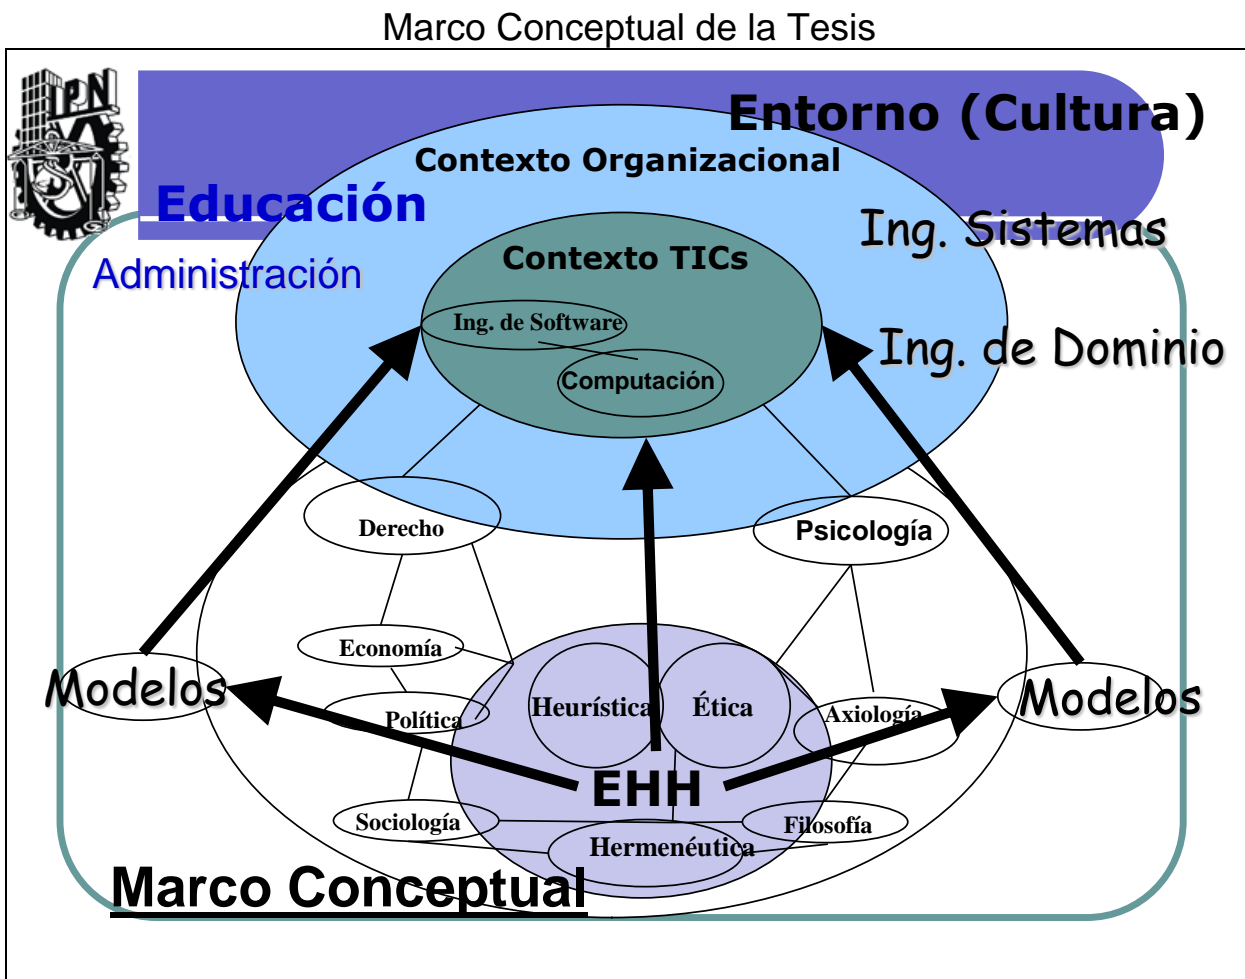 Marco Conceptual de la Tesis
IPN
Entorno (Cultura)
Contexto Organizacional
Educación
Ing. Sistemas
Administración
Contexto TICs
Ing. de Software
Ing. de Dominio
Computación
Derecho
Psicología
Economía
Modelos
Modelos
Política
Heurística
Ética
Axiología
EHH
Sociología
Filosofía
Hermenéutica
Marco Conceptual